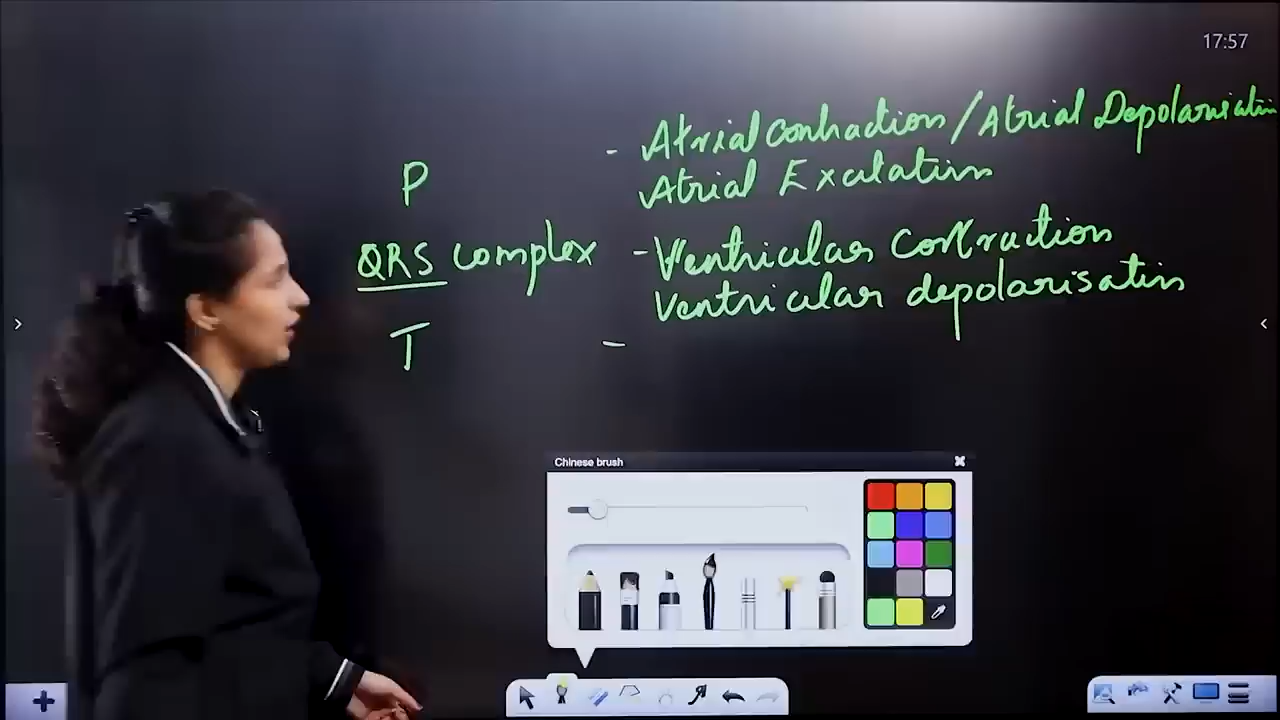 17:57
- Atrial Contraction / Atrial Depolarisatin
P
Atrial Excitation
QRS complex - Ventricular Contraction
Ventricular depolarisatin
T -
Chinese brush